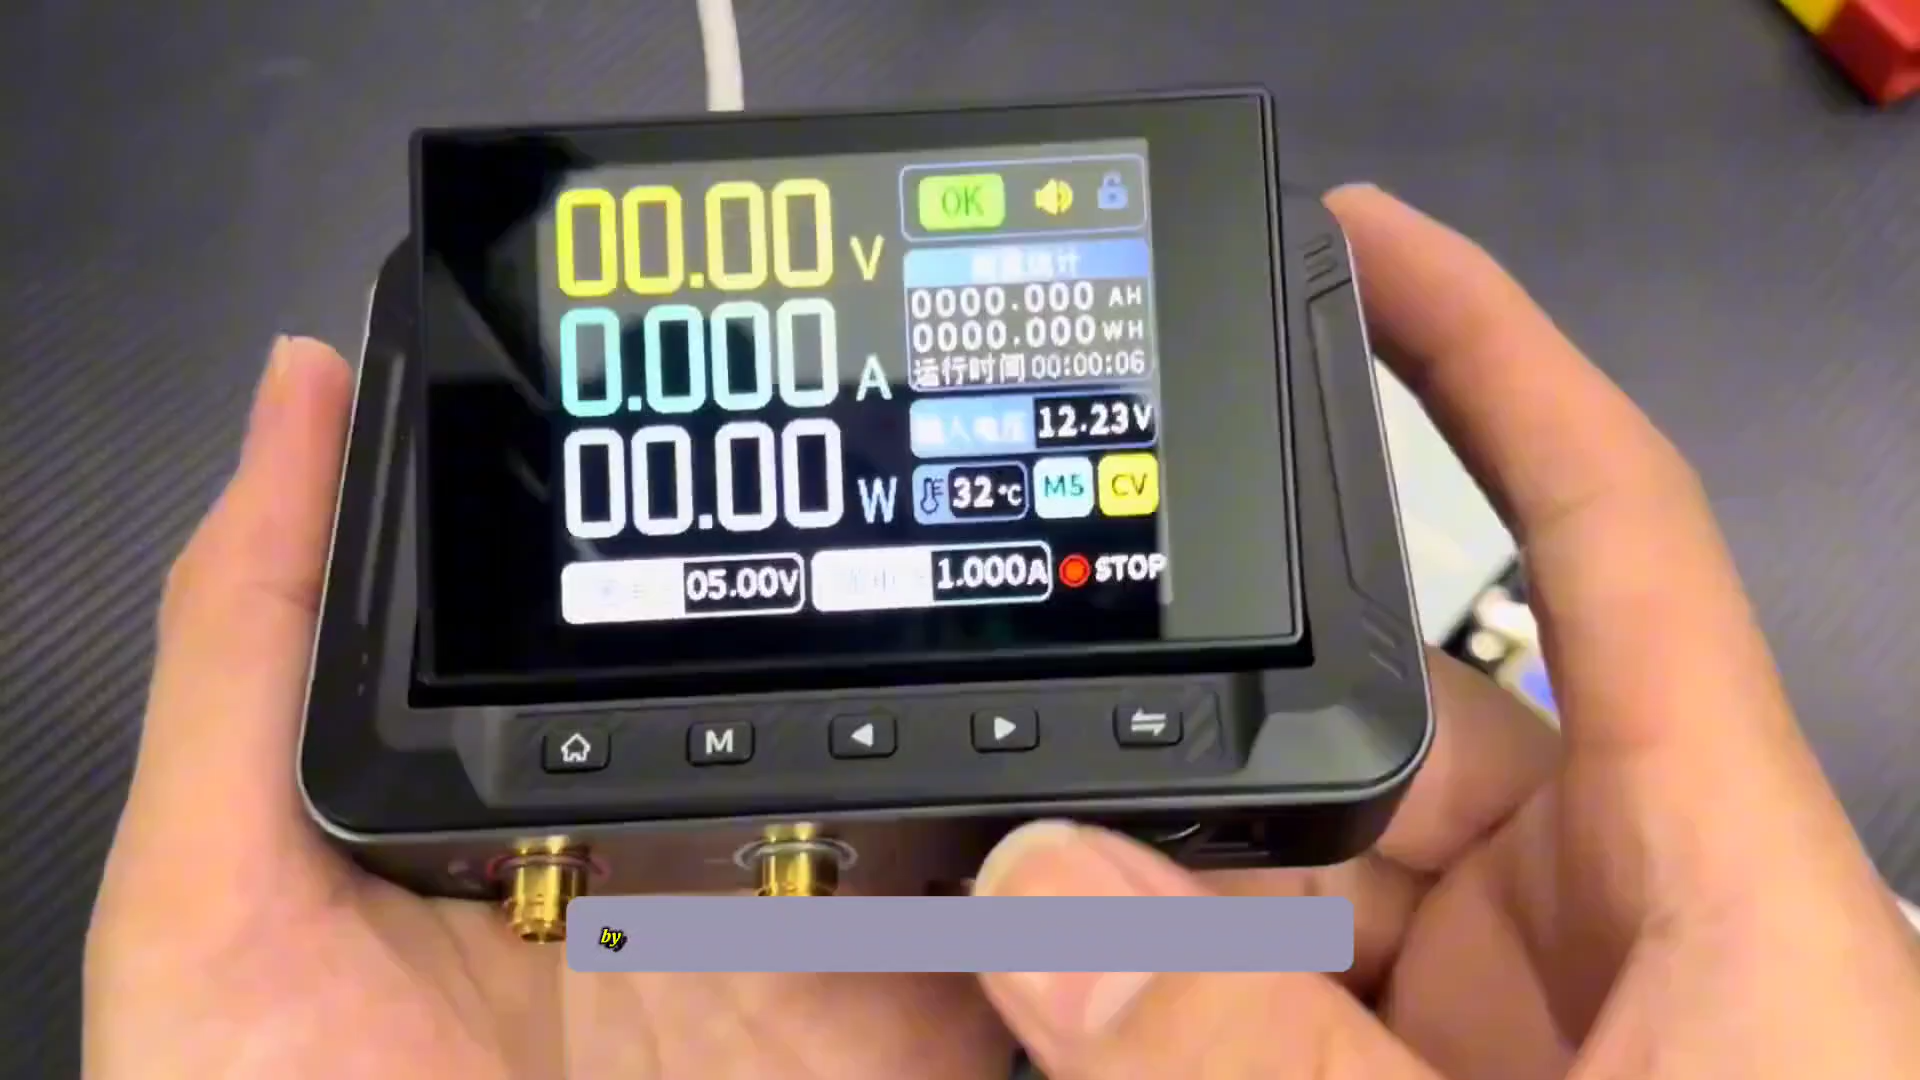 00.00 V
0.000 A
00.00 W
OK
0000.000 AH
0000.000 WH
运行时间 00:00:06
12.23V
32 °C
M5
CV
05.00V
1.000A
STOP
M
by